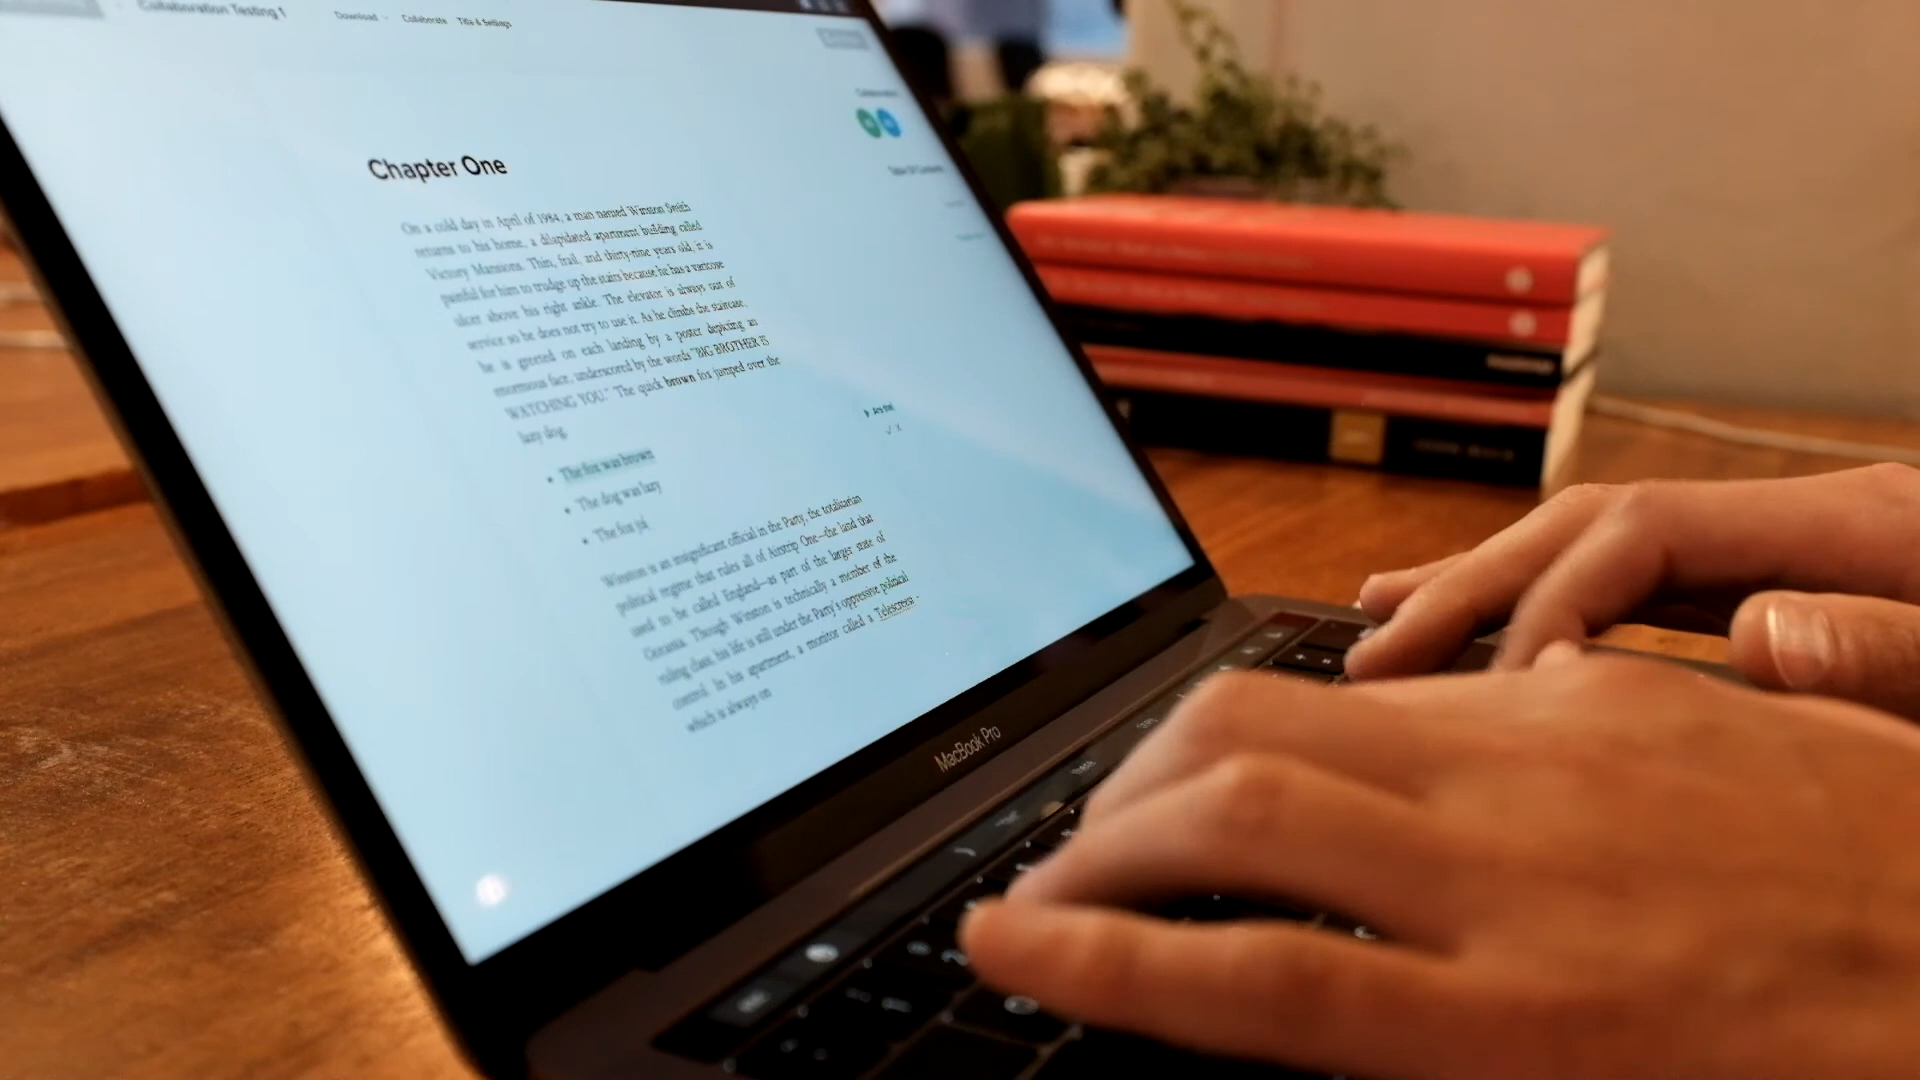 Collaboration Testing 1
Download Collaborate Title & Settings
Chapter One
On a cold day in April of 1984, a man named Winston Smith
returns to his home, a dilapidated apartment building called
Victory Mansions. Thin, frail, and thirty-nine years old, it is
painful for him to trudge up the stairs because he has a varicose
ulcer above his right ankle. The elevator is always out of
service so he does not try to use it. As he climbs the staircase,
he is greeted on each landing by a poster depicting an
enormous face, underscored by the words "BIG BROTHER IS
WATCHING YOU." The quick brown fox jumped over the
lazy dog.
• The fox was brown
• The dog was lazy
• The fox ju
Winston is an insignificant official in the Party, the totalitarian
political regime that rules all of Airstrip One—the land that
used to be called England—as part of the larger state of
Oceania. Though Winston is technically a member of the
ruling class, his life is still under the Party's oppressive political
control. In his apartment, a monitor called a Telescreen -
which is always on
Table Of Contents
MacBook Pro
esc